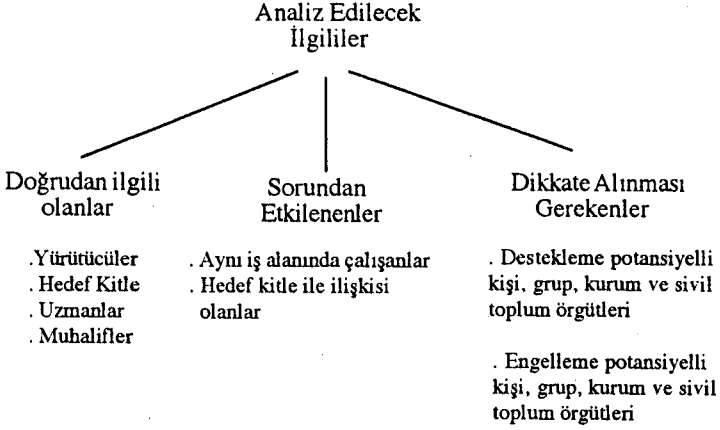 Analiz Edilecek
İlgililer
Doğrudan ilgili
olanlar
.Yürütücüler
. Hedef Kitle
. Uzmanlar
. Muhalifler
Sorundan
Etkilenenler
. Aynı iş alanında çalışanlar
. Hedef kitle ile ilişkisi
olanlar
Dikkate Alınması
Gerekenler
. Destekleme potansiyelli
kişi, grup, kurum ve sivil
toplum örgütleri
. Engelleme potansiyelli
kişi, grup, kurum ve sivil
toplum örgütleri